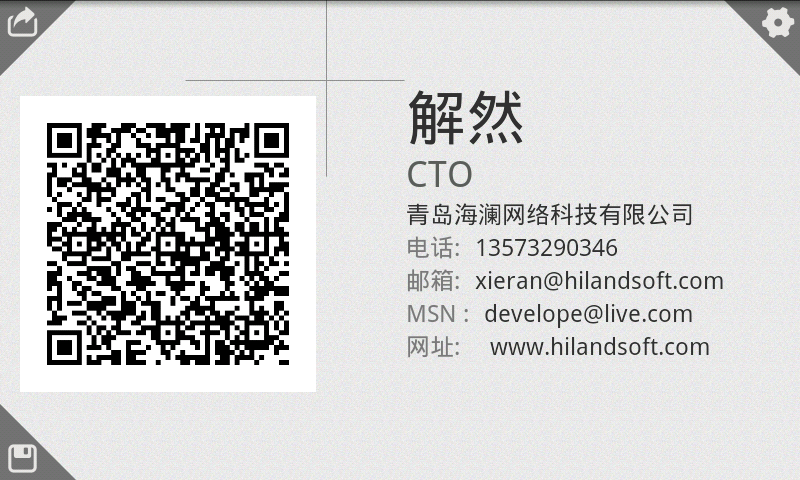 解然
CTO
青岛海澜网络科技有限公司
电话: 13573290346
邮箱: xieran@hilandsoft.com
MSN : develope@live.com
网址: www.hilandsoft.com